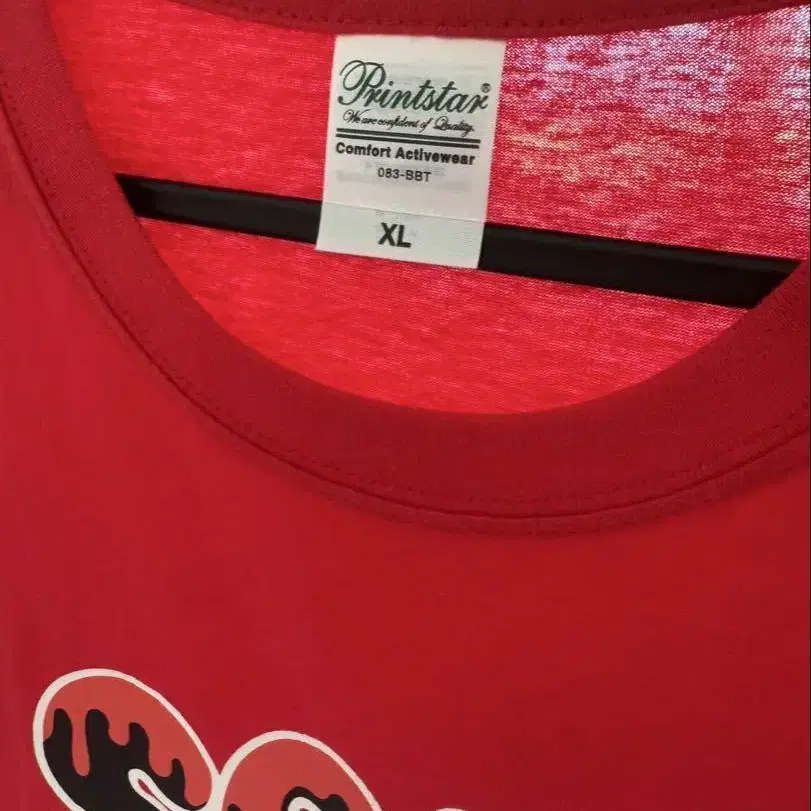 Printstar®
We are confident of Quality.
Comfort Activewear
083-BBT
XL